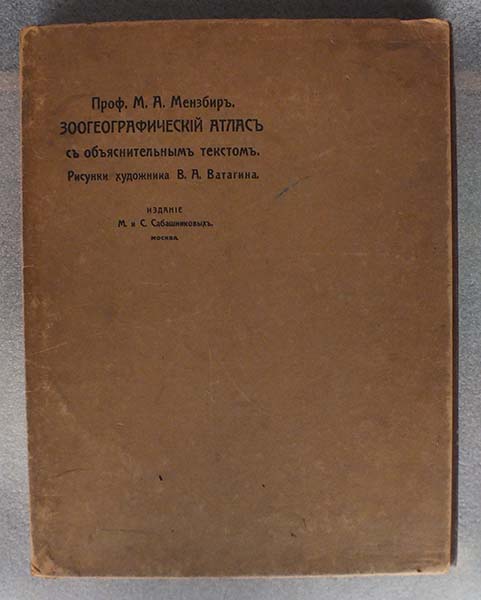 Проф. М. А. Мензбиръ.
ЗООГЕОГРАФИЧЕСКІЙ АТЛАСЪ
съ объяснительнымъ текстомъ.
Рисунки художника В. А. Ватагина.
ИЗДАНІЕ
М. и С. Сабашниковыхъ.
МОСКВА.